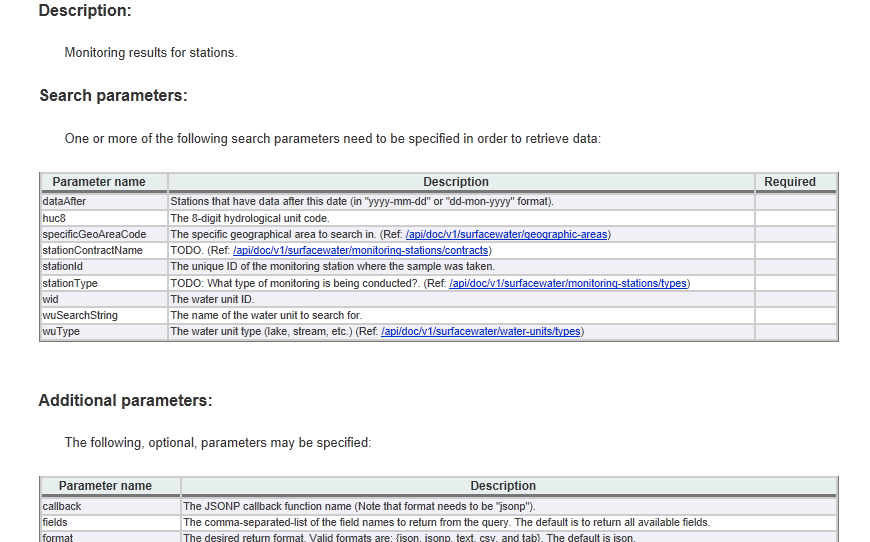 Description:
Monitoring results for stations.
Search parameters:
One or more of the following search parameters need to be specified in order to retrieve data:
Parameter name Description Required
dataAfter Stations that have data after this date (in "yyyy-mm-dd" or "dd-mon-yyyy" format).
huc8 The 8-digit hydrological unit code.
specificGeoAreaCode The specific geographical area to search in. (Ref: /api/doc/v1/surfacewater/geographic-areas)
stationContractName TODO. (Ref: /api/doc/v1/surfacewater/monitoring-stations/contracts)
stationId The unique ID of the monitoring station where the sample was taken.
stationType TODO: What type of monitoring is being conducted?. (Ref: /api/doc/v1/surfacewater/monitoring-stations/types)
wid The water unit ID.
wuSearchString The name of the water unit to search for.
wuType The water unit type (lake, stream, etc.) (Ref: /api/doc/v1/surfacewater/water-units/types)
Additional parameters:
The following, optional, parameters may be specified:
Parameter name Description
callback The JSONP callback function name (Note that format needs to be "jsonp").
fields The comma-separated-list of the field names to return from the query. The default is to return all available fields.
format The desired return format. Valid formats are: {json, jsonp, text, csv, and tab}. The default is json.